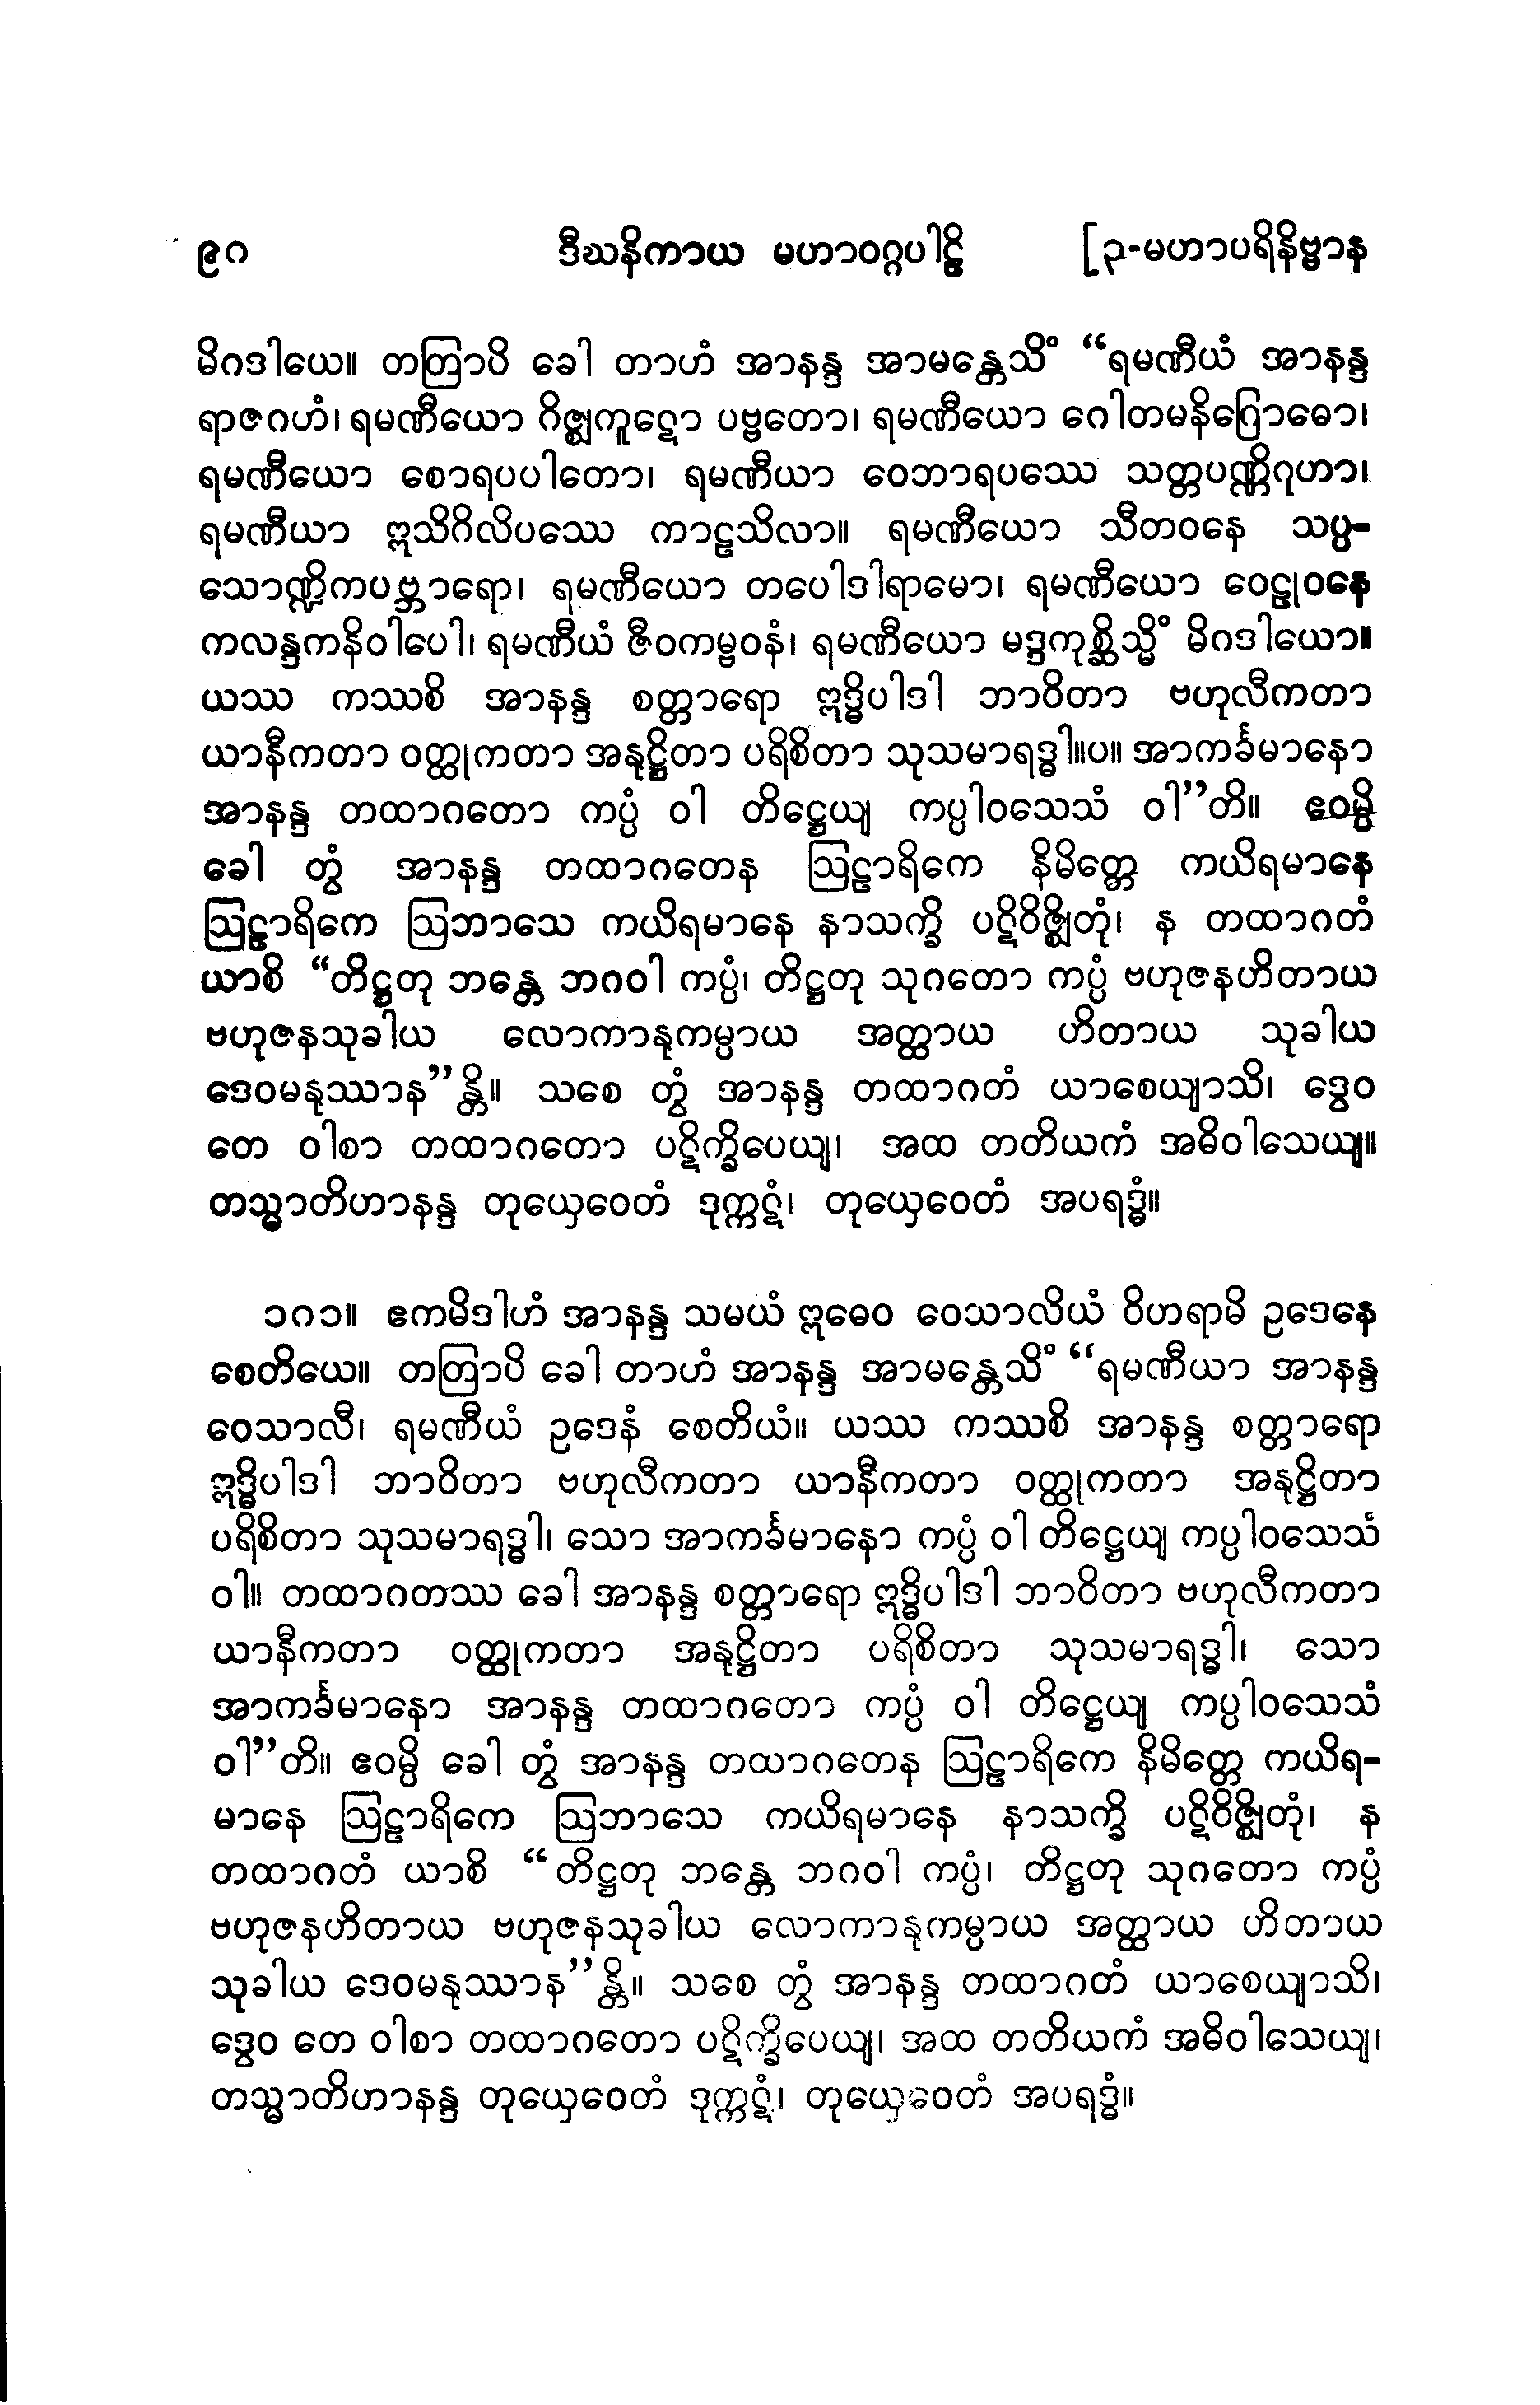 ၉၀ ဒီဃနိကာယ မဟာဝဂ္ဂပါဠိ [၃-မဟာပရိနိဗ္ဗာန
မိဂဒါယေ။ တတြာပိ ခေါ တာဟံ အာနန္ဒ အာမန္တေသိံ “ရမဏီယံ အာနန္ဒ
ရာဇဂဟံ၊ ရမဏီယော ဂိဇ္ဈကူဋော ပဗ္ဗတော၊ ရမဏီယော ဂေါတမနိဂြောဓော၊
ရမဏီယော စောရပပါတော၊ ရမဏီယာ ဝေဘာရပဿေ သတ္တပဏ္ဏိဂုဟာ၊
ရမဏီယာ ဣသိဂိလိပဿေ ကာဠသိလာ။ ရမဏီယော သီတဝနေ သပ္ပ-
သောဏ္ဍိကပဗ္ဘာရော၊ ရမဏီယော တပေါဒါရာမော၊ ရမဏီယော ဝေဠုဝနေ
ကလန္ဒကနိဝါပေါ၊ ရမဏီယံ ဇီဝကမ္ဗဝနံ၊ ရမဏီယော မဒ္ဒကုစ္ဆိသ္မိံ မိဂဒါယော။
ယဿ ကဿစိ အာနန္ဒ စတ္တာရော ဣဒ္ဓိပါဒါ ဘာဝိတာ ဗဟုလီကတာ
ယာနီကတာ ဝတ္ထုကတာ အနုဋ္ဌိတာ ပရိစိတာ သုသမာရဒ္ဓါ။ပ။ အာကင်္ခမာနော
အာနန္ဒ တထာဂတော ကပ္ပံ ဝါ တိဋ္ဌေယျ ကပ္ပါဝသေသံ ဝါ”တိ။ ဧဝမ္ပိ
ခေါ တွံ အာနန္ဒ တထာဂတေန ဩဠာရိကေ နိမိတ္တေ ကယိရမာနေ
ဩဠာရိကေ ဩဘာသေ ကယိရမာနေ နာသက္ခိ ပဋိဝိဇ္ဈိတုံ၊ န တထာဂတံ
ယာစိ “တိဋ္ဌတု ဘန္တေ ဘဂဝါ ကပ္ပံ၊ တိဋ္ဌတု သုဂတော ကပ္ပံ ဗဟုဇနဟိတာယ
ဗဟုဇနသုခါယ လောကာနုကမ္ပာယ အတ္ထာယ ဟိတာယ သုခါယ
ဒေဝမနုဿာန”န္တိ။ သစေ တွံ အာနန္ဒ တထာဂတံ ယာစေယျာသိ၊ ဒွေဝ
တေ ဝါစာ တထာဂတော ပဋိက္ခိပေယျ၊ အထ တတိယကံ အဓိဝါသေယျ။
တသ္မာတိဟာနန္ဒ တုယှေဝေတံ ဒုက္ကဋံ၊ တုယှေဝေတံ အပရဒ္ဓံ။
၁၈၁။ ဧကမိဒါဟံ အာနန္ဒ သမယံ ဣဓေဝ ဝေသာလိယံ ဝိဟရာမိ ဥဒေနေ
စေတိယေ။ တတြာပိ ခေါ တာဟံ အာနန္ဒ အာမန္တေသိံ “ရမဏီယာ အာနန္ဒ
ဝေသာလီ၊ ရမဏီယံ ဥဒေနံ စေတိယံ။ ယဿ ကဿစိ အာနန္ဒ စတ္တာရော
ဣဒ္ဓိပါဒါ ဘာဝိတာ ဗဟုလီကတာ ယာနီကတာ ဝတ္ထုကတာ အနုဋ္ဌိတာ
ပရိစိတာ သုသမာရဒ္ဓါ၊ သော အာကင်္ခမာနော ကပ္ပံ ဝါ တိဋ္ဌေယျ ကပ္ပါဝသေသံ
ဝါ။ တထာဂတဿ ခေါ အာနန္ဒ စတ္တာရော ဣဒ္ဓိပါဒါ ဘာဝိတာ ဗဟုလီကတာ
ယာနီကတာ ဝတ္ထုကတာ အနုဋ္ဌိတာ ပရိစိတာ သုသမာရဒ္ဓါ၊ သော
အာကင်္ခမာနော အာနန္ဒ တထာဂတော ကပ္ပံ ဝါ တိဋ္ဌေယျ ကပ္ပါဝသေသံ
ဝါ”တိ။ ဧဝမ္ပိ ခေါ တွံ အာနန္ဒ တထာဂတေန ဩဠာရိကေ နိမိတ္တေ ကယိရ-
မာနေ ဩဠာရိကေ ဩဘာသေ ကယိရမာနေ နာသက္ခိ ပဋိဝိဇ္ဈိတုံ၊ န
တထာဂတံ ယာစိ “တိဋ္ဌတု ဘန္တေ ဘဂဝါ ကပ္ပံ၊ တိဋ္ဌတု သုဂတော ကပ္ပံ
ဗဟုဇနဟိတာယ ဗဟုဇနသုခါယ လောကာနုကမ္ပာယ အတ္ထာယ ဟိတာယ
သုခါယ ဒေဝမနုဿာန”န္တိ။ သစေ တွံ အာနန္ဒ တထာဂတံ ယာစေယျာသိ၊
ဒွေဝ တေ ဝါစာ တထာဂတော ပဋိက္ခိပေယျ၊ အထ တတိယကံ အဓိဝါသေယျ၊
တသ္မာတိဟာနန္ဒ တုယှေဝေတံ ဒုက္ကဋံ၊ တုယှေဝေတံ အပရဒ္ဓံ။